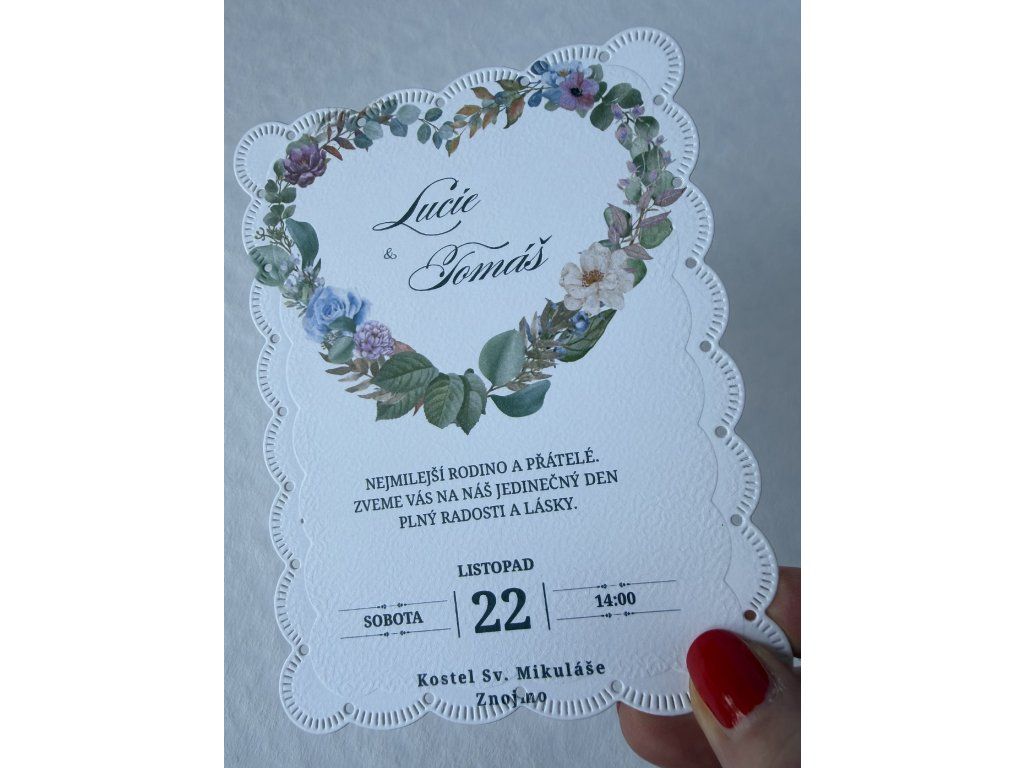 Lucie
&
Tomáš
NEJMILEJŠÍ RODINO A PŘÁTELÉ.
ZVEME VÁS NA NÁŠ JEDINEČNÝ DEN
PLNÝ RADOSTI A LÁSKY.
LISTOPAD
SOBOTA 22 14:00
Kostel Sv. Mikuláše
Znojmo